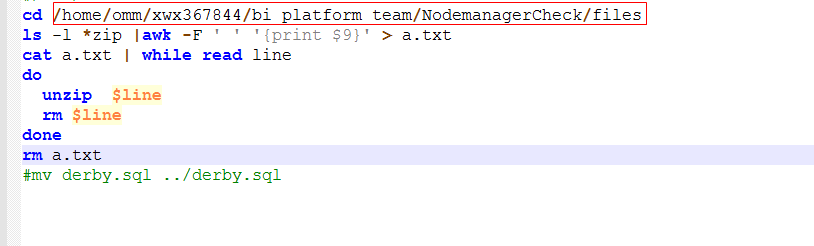 cd /home/omm/xwx367844/bi platform team/NodemanagerCheck/files
ls -l *zip |awk -F ' ' '{print $9}' > a.txt
cat a.txt | while read line
do
unzip $line
rm $line
done
rm a.txt
#mv derby.sql ../derby.sql